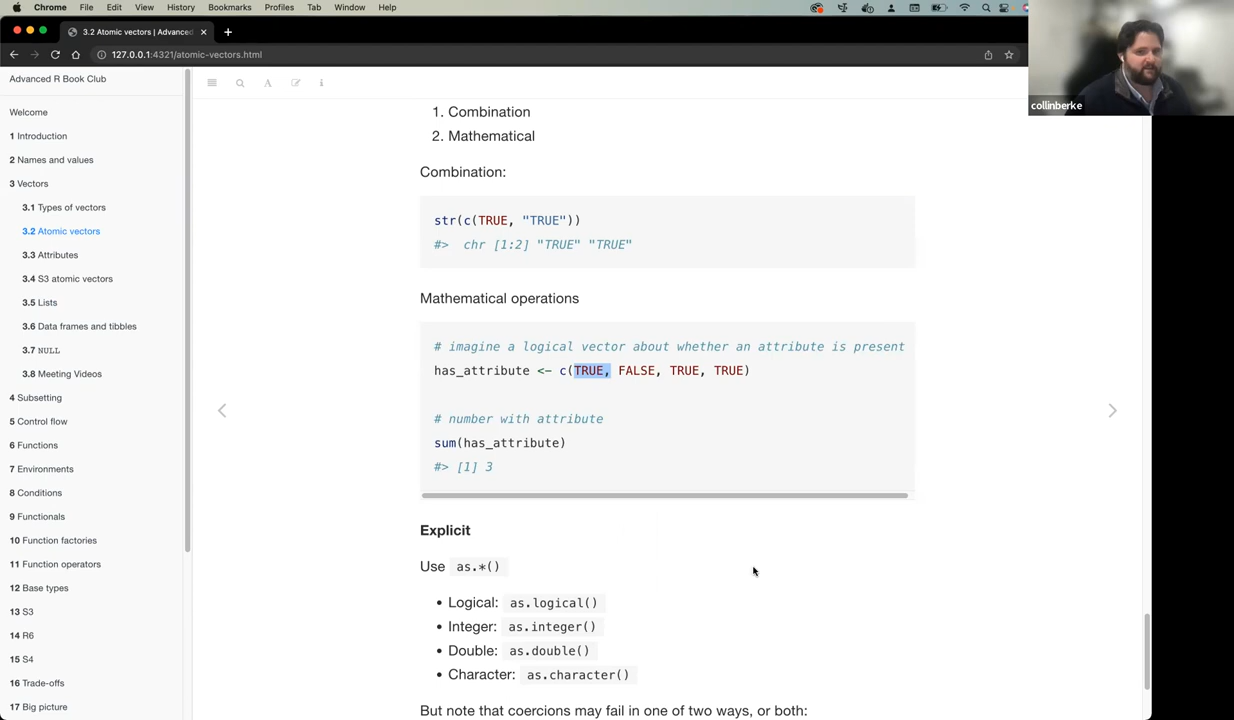 Chrome File Edit View History Bookmarks Profiles Tab Window Help
3.2 Atomic vectors | Advanced
127.0.0.1:4321/atomic-vectors.html
collinberke
Advanced R Book Club
Welcome
1 Introduction
2 Names and values
3 Vectors
3.1 Types of vectors
3.2 Atomic vectors
3.3 Attributes
3.4 S3 atomic vectors
3.5 Lists
3.6 Data frames and tibbles
3.7 NULL
3.8 Meeting Videos
4 Subsetting
5 Control flow
6 Functions
7 Environments
8 Conditions
9 Functionals
10 Function factories
11 Function operators
12 Base types
13 S3
14 R6
15 S4
16 Trade-offs
17 Big picture
A
i
1. Combination
2. Mathematical
Combination:
str(c(TRUE, "TRUE"))
#>  chr [1:2] "TRUE" "TRUE"
Mathematical operations
# imagine a logical vector about whether an attribute is present
has_attribute <- c(TRUE, FALSE, TRUE, TRUE)
# number with attribute
sum(has_attribute)
#> [1] 3
Explicit
Use as.*()
• Logical: as.logical()
• Integer: as.integer()
• Double: as.double()
• Character: as.character()
But note that coercions may fail in one of two ways, or both: